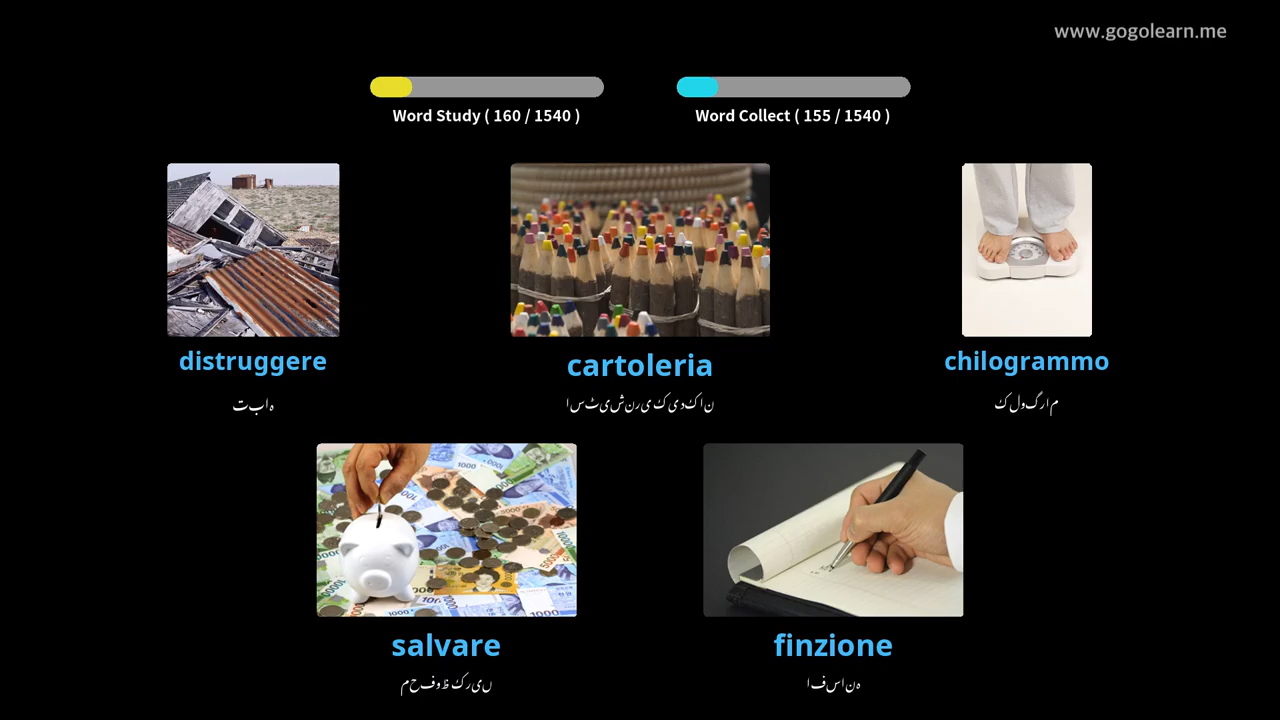 www.gogolearn.me
Word Study ( 160 / 1540 )
Word Collect ( 155 / 1540 )
distruggere
تباہ
cartoleria
اسٹیشنری کی دکان
chilogrammo
کلوگرام
salvare
محفوظ کریں
finzione
افسانہ